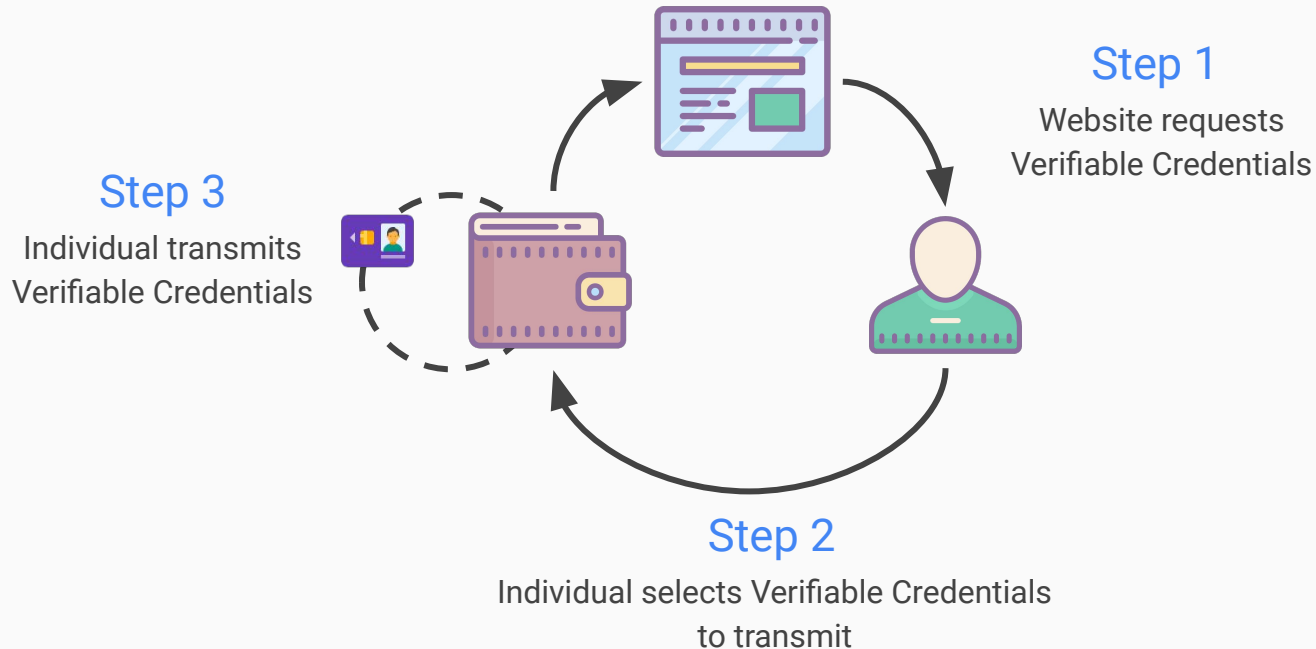 Step 1
Website requests
Verifiable Credentials
Step 2
Individual selects Verifiable Credentials
to transmit
Step 3
Individual transmits
Verifiable Credentials